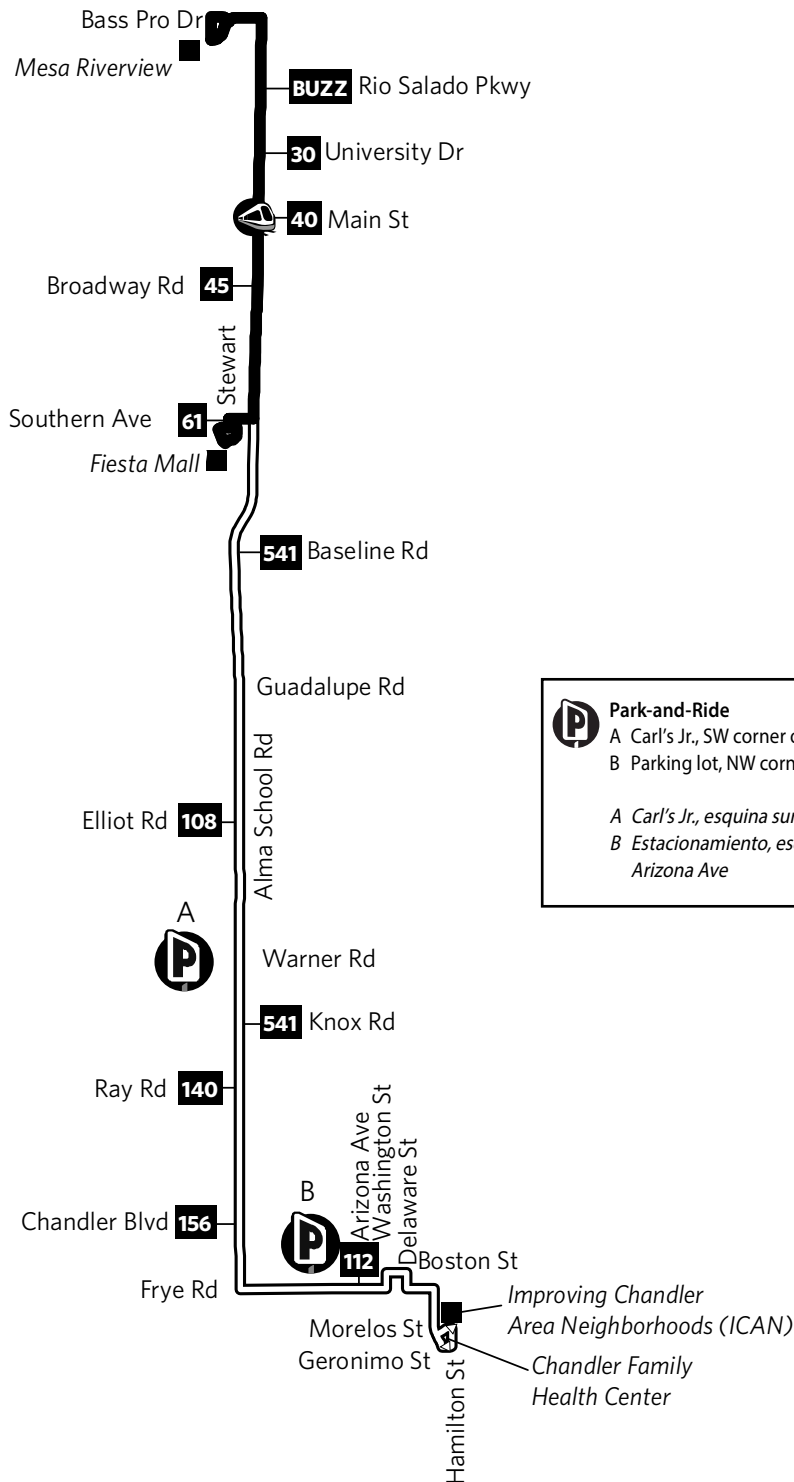 Bass Pro Dr
Mesa Riverview
BUZZ Rio Salado Pkwy
30 University Dr
40 Main St
Broadway Rd 45
Stewart
Southern Ave 61
Fiesta Mall
541 Baseline Rd
Guadalupe Rd
Alma School Rd
P Park-and-Ride
A Carl's Jr., SW corner
B Parking lot, NW
A Carl's Jr., esquina
B Estacionamiento,
Arizona Ave
Elliot Rd 108
A
P
Warner Rd
541 Knox Rd
Ray Rd 140
Arizona Ave
Washington St
Delaware St
B
P
Chandler Blvd 156
112
Boston St
Frye Rd
Improving Chandler
Area Neighborhoods (ICAN)
Morelos St
Geronimo St
Chandler Family
Health Center
Hamilton St